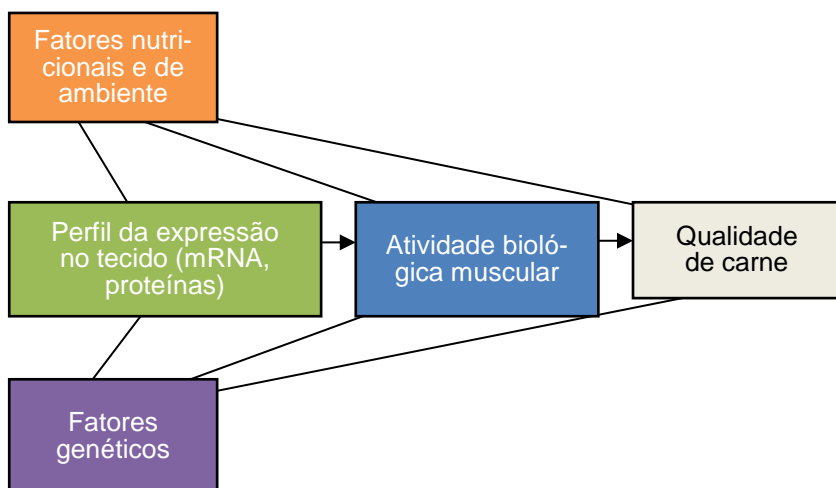 Fatores nutri-
cionais e de
ambiente
Perfil da expressão
no tecido (mRNA,
proteínas)
Atividade bioló-
gica muscular
Qualidade
de carne
Fatores
genéticos